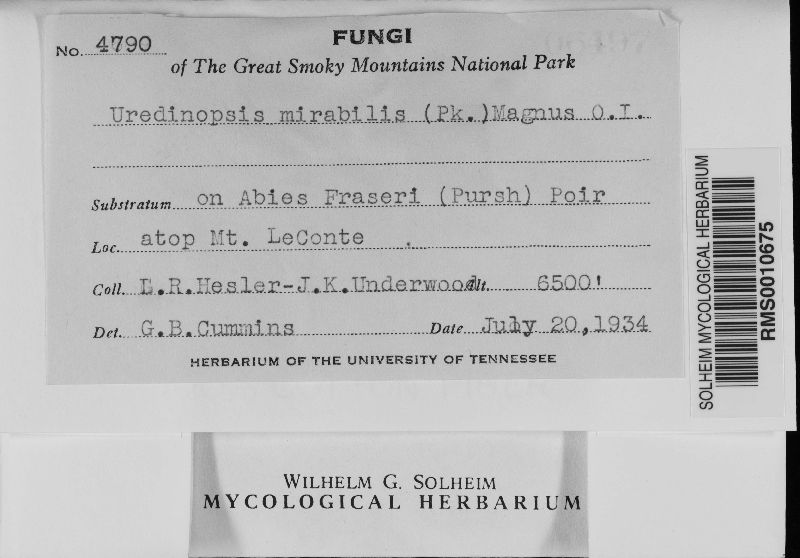 No. 4790
FUNGI
of The Great Smoky Mountains National Park
Uredinopsis mirabilis (Pk.)Magnus O.I.
Substratum on Abies Fraseri (Pursh) Poir
Loc. atop Mt. LeConte
Coll. L.R.Hesler-J.K.Underwood Alt. 6500'
Det. G.B.Cummins Date July 20,1934
HERBARIUM OF THE UNIVERSITY OF TENNESSEE
SOLHEIM MYCOLOGICAL HERBARIUM
RMS0010675
WILHELM G. SOLHEIM
MYCOLOGICAL HERBARIUM